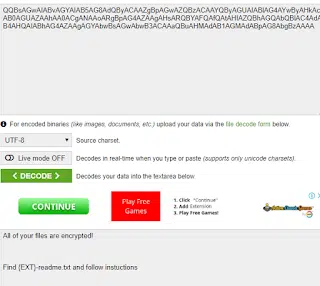 QQBsAGwAIABvAGYAIAB5AG8AdQByACAAZgBpAGwAZQBzACAAYQByAGUAIABlAG4AYwByAHkAc
AB0AGUAZAAhAA0ACgANAAoARgBpAG4AZAAgAHsARQBYAFQAfQAtAHIAZQBhAGQAbQBlAC4AdA
B4AHQAIABhAG4AZAAgAGYAbwBsAGwAbwB3ACAAaQBuAHMAdAB1AGMAdABpAG8AbgBzAAAA
For encoded binaries (like images, documents, etc.) upload your data via the file decode form below.
UTF-8 Source charset.
Live mode OFF Decodes in real-time when you type or paste (supports only unicode charsets).
DECODE Decodes your data into the textarea below.
CONTINUE
Play Free Games
1. Click "Continue"
2. Add Extension
3. Play Free Games!
All of your files are encrypted!
Find {EXT}-readme.txt and follow instuctions